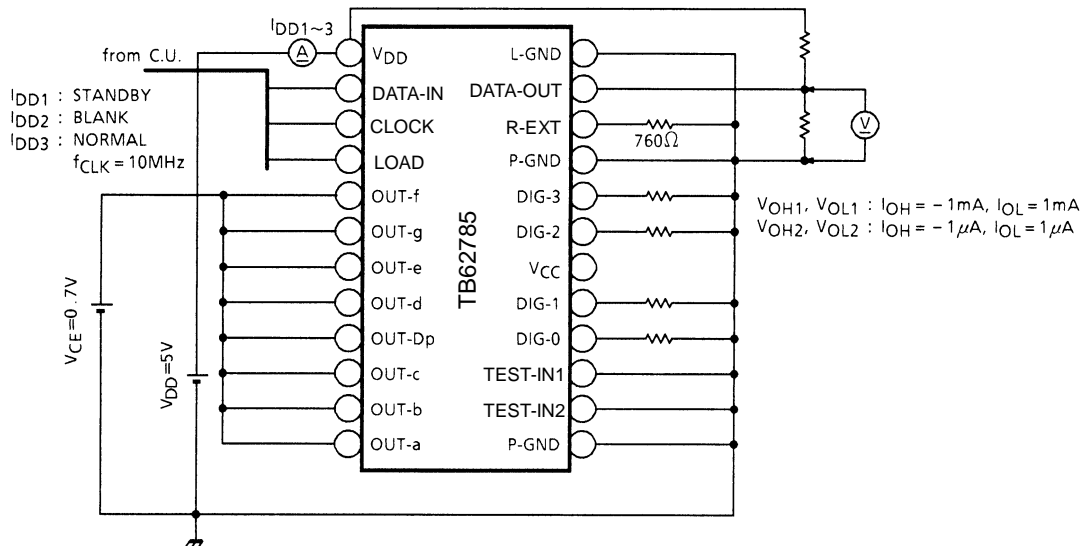 IDD1~3
from C.U.
IDD1 : STANDBY
IDD2 : BLANK
IDD3 : NORMAL
fCLK = 10MHz
A
VDD
DATA-IN
CLOCK
LOAD
OUT-f
OUT-g
OUT-e
OUT-d
OUT-Dp
OUT-c
OUT-b
OUT-a
TB62785
L-GND
DATA-OUT
R-EXT
P-GND
DIG-3
DIG-2
VCC
DIG-1
DIG-0
TEST-IN1
TEST-IN2
P-GND
760Ω
V
VOH1, VOL1 : IOH = −1mA, IOL = 1mA
VOH2, VOL2 : IOH = −1μA, IOL = 1μA
VCE=0.7V
VDD=5V